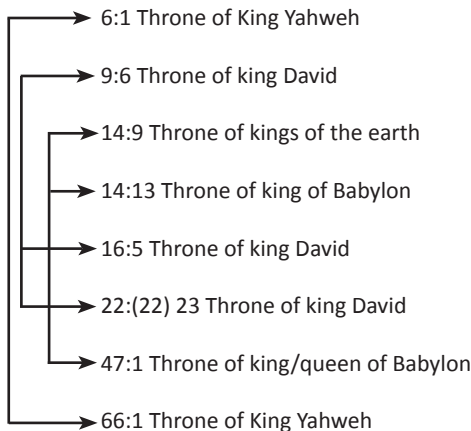 6:1 Throne of King Yahweh
9:6 Throne of king David
14:9 Throne of kings of the earth
14:13 Throne of king of Babylon
16:5 Throne of king David
22:(22) 23 Throne of king David
47:1 Throne of king/queen of Babylon
66:1 Throne of King Yahweh